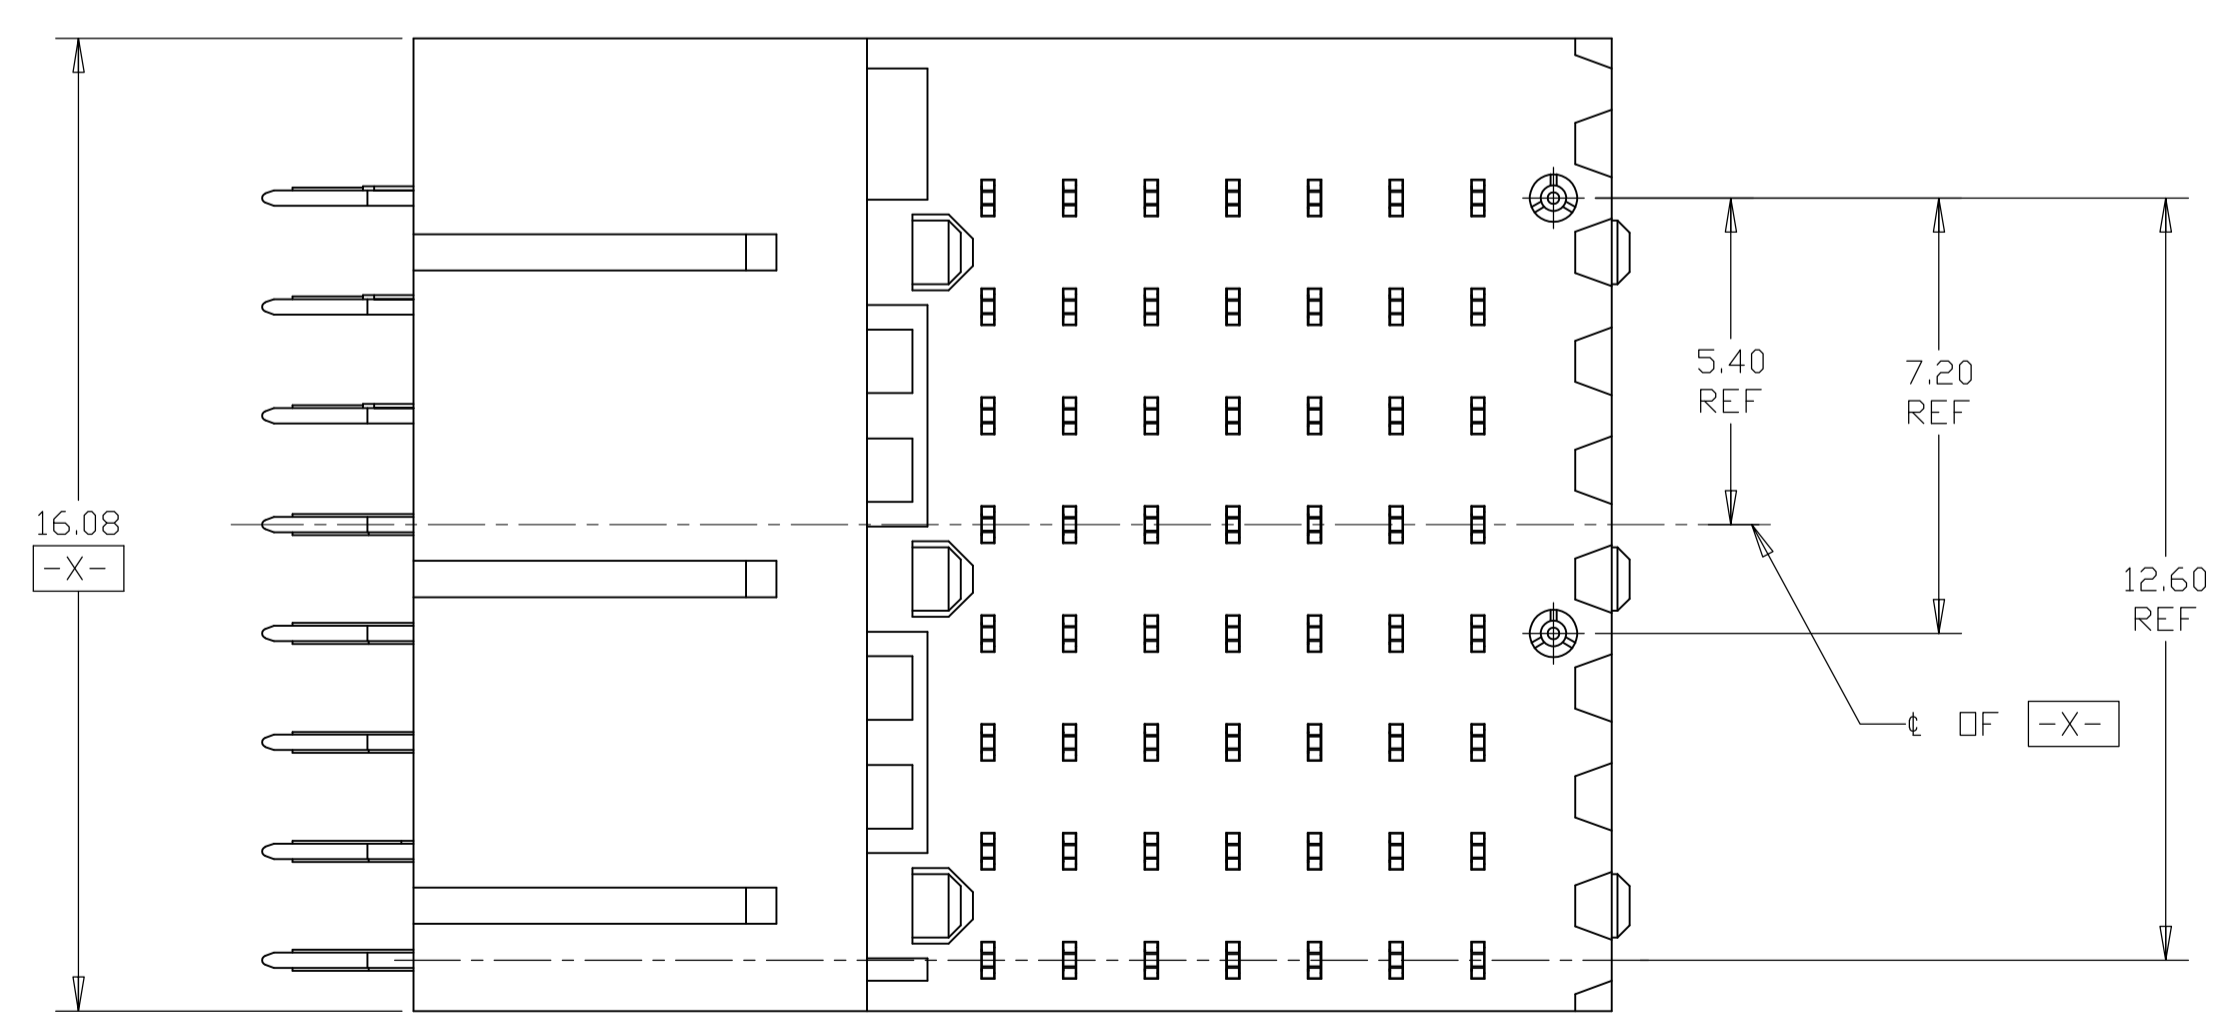 16.08
-X-
5.40
REF
7.20
REF
12.60
REF
℄ OF -X-